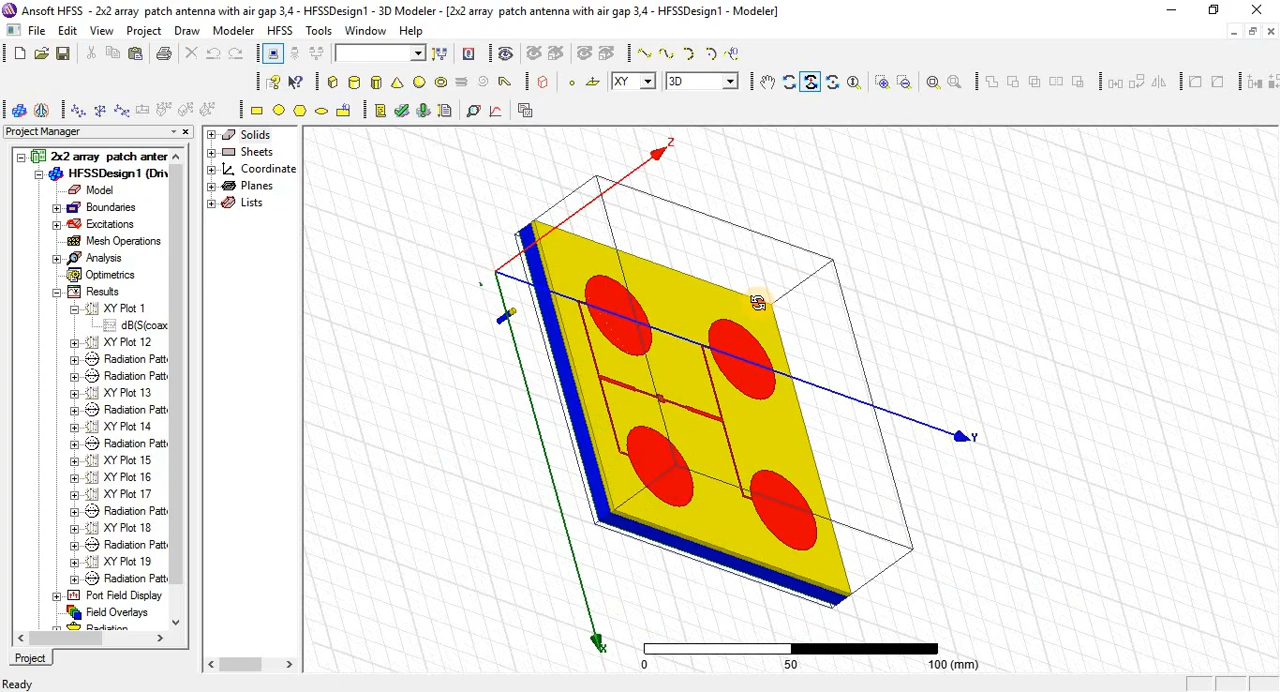 Ansoft HFSS - 2x2 array patch antenna with air gap 3,4 - HFSSDesign1 - 3D Modeler - [2x2 array patch antenna with air gap 3,4 - HFSSDesign1 - Modeler]
File Edit View Project Draw Modeler HFSS Tools Window Help
XY 3D
Project Manager
2x2 array patch anter
HFSSDesign1 (Driv
Model
Boundaries
Excitations
Mesh Operations
Analysis
Optimetrics
Results
XY Plot 1
dB(S(coax
XY Plot 12
Radiation Patt
Radiation Patt
XY Plot 13
Radiation Patt
XY Plot 14
Radiation Patt
XY Plot 15
XY Plot 16
XY Plot 17
Radiation Patt
XY Plot 18
Radiation Patt
XY Plot 19
Radiation Patt
Port Field Display
Field Overlays
Radiation
Project
Solids
Sheets
Coordinate
Planes
Lists
Z
Y
X
0 50 100 (mm)
Ready